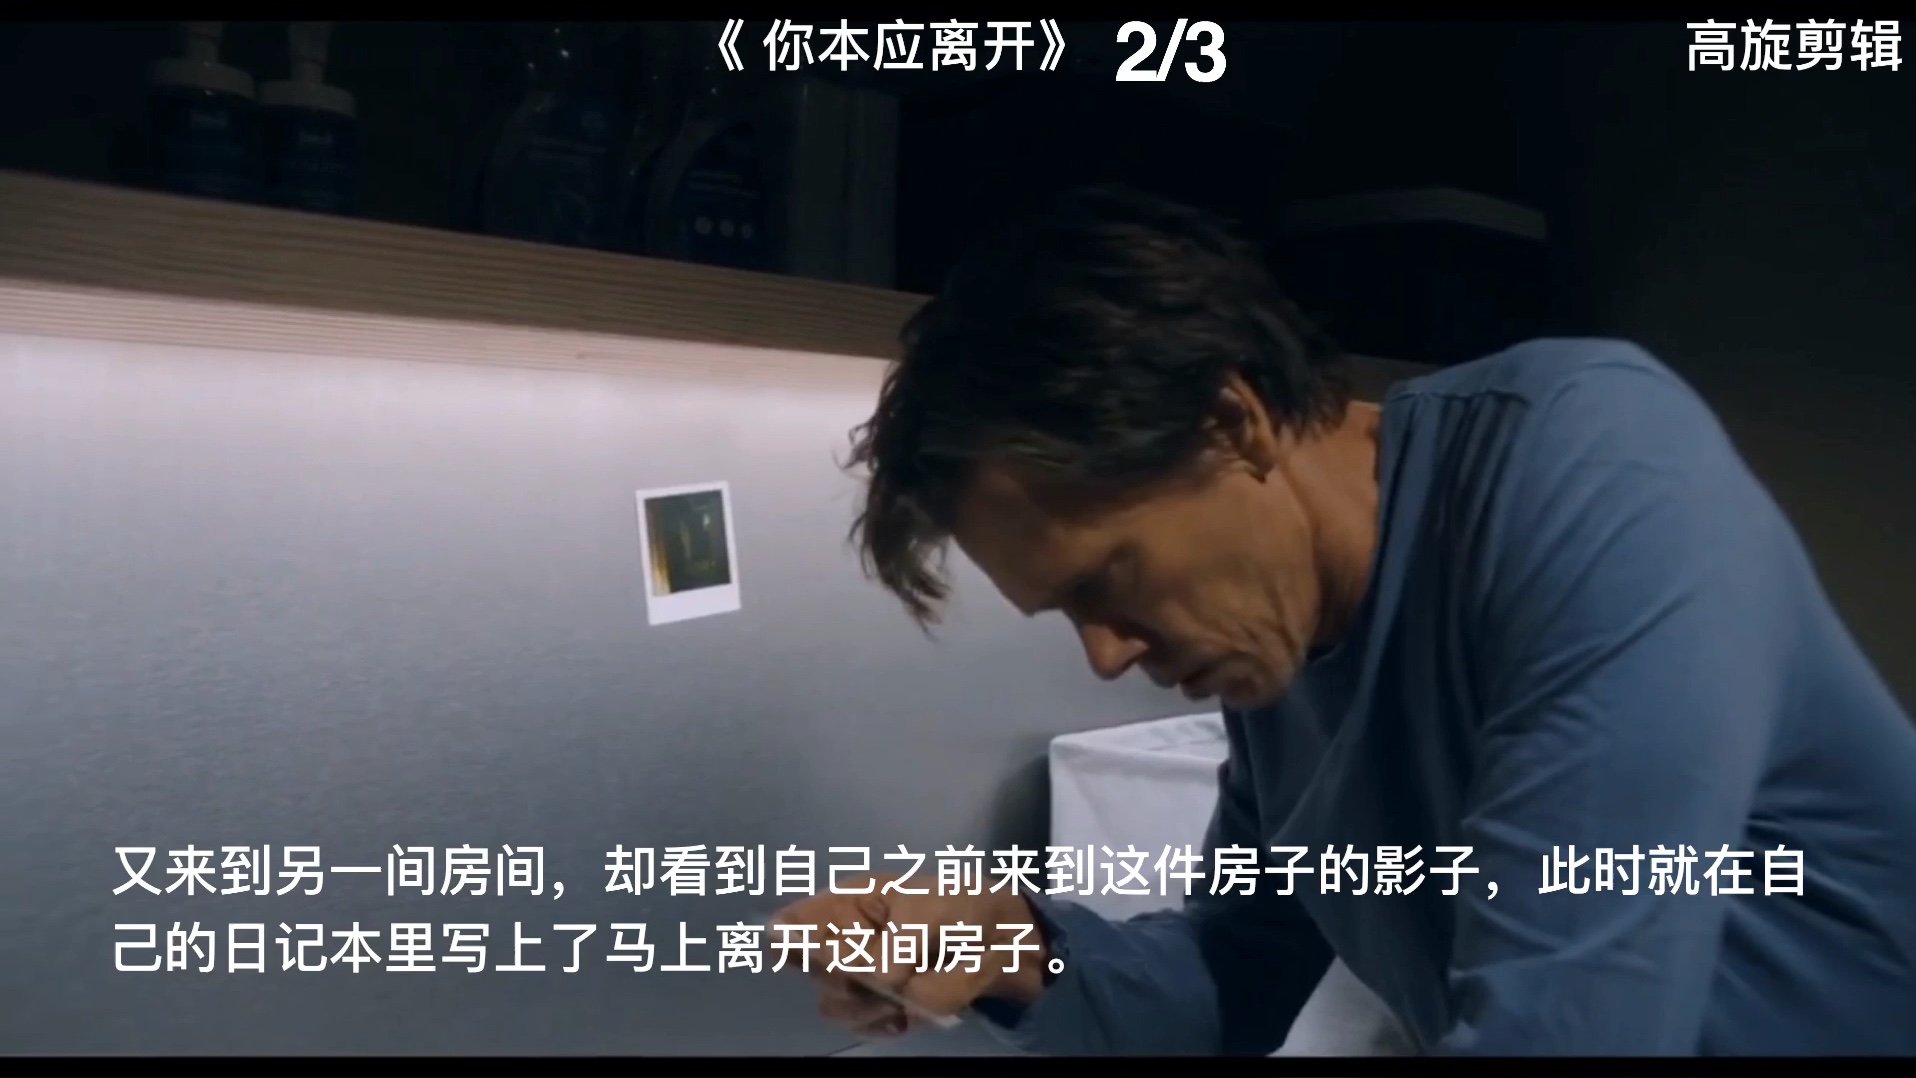 《 你本应离开》 2/3
高旋剪辑
又来到另一间房间，却看到自己之前来到这件房子的影子，此时就在自
己的日记本里写上了马上离开这间房子。